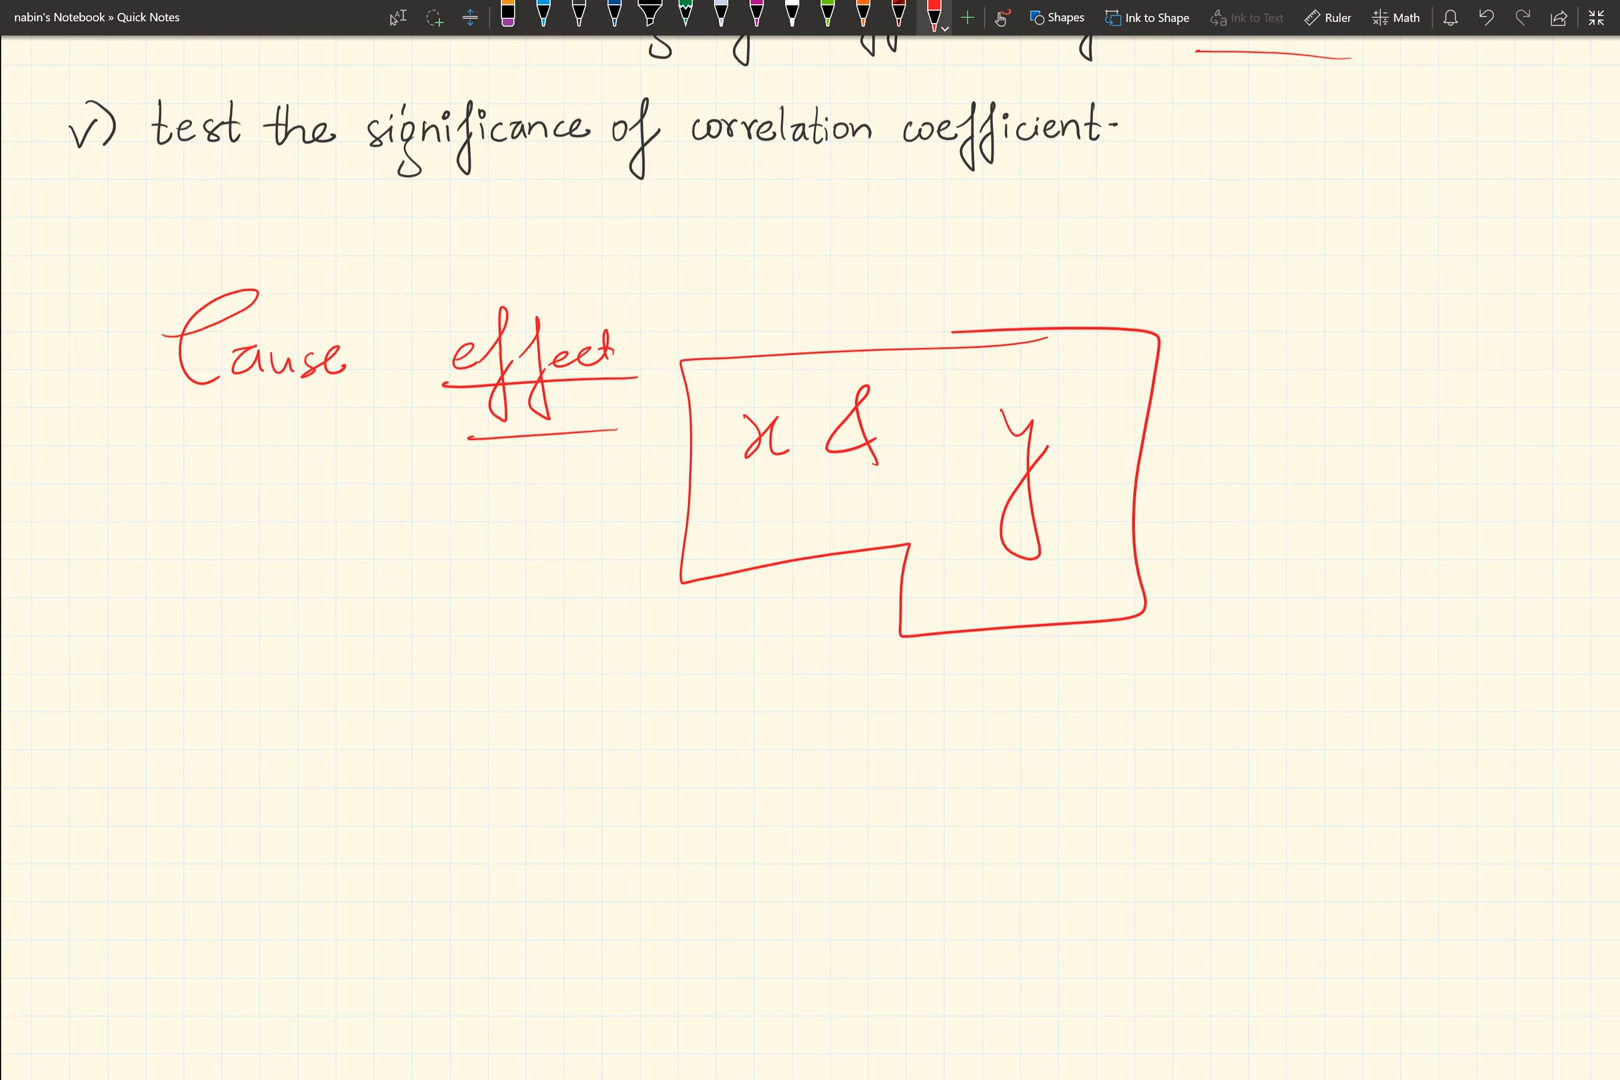 nabin's Notebook » Quick Notes Shapes Ink to Shape Ink to Text Ruler Math
v) test the significance of correlation coefficient-
Cause effect
x & y